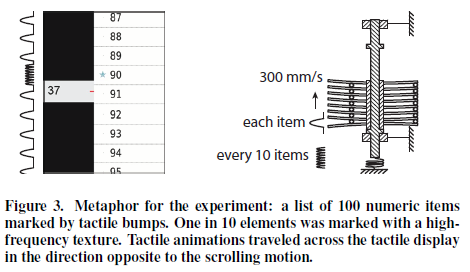 87
88
89
* 90
37 91
92
93
94
95
300 mm/s
each item
every 10 items
Figure 3. Metaphor for the experiment: a list of 100 numeric items
marked by tactile bumps. One in 10 elements was marked with a high-
frequency texture. Tactile animations traveled across the tactile display
in the direction opposite to the scrolling motion.